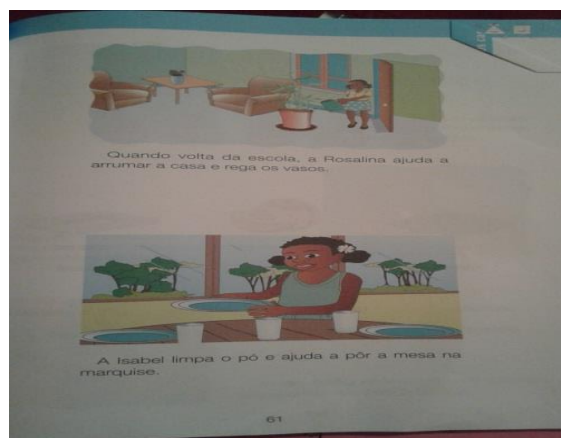 Quando volta da escola, a Rosalina ajuda a
arrumar a casa e rega os vasos.
A Isabel limpa o pó e ajuda a pôr a mesa na
marquise.
61